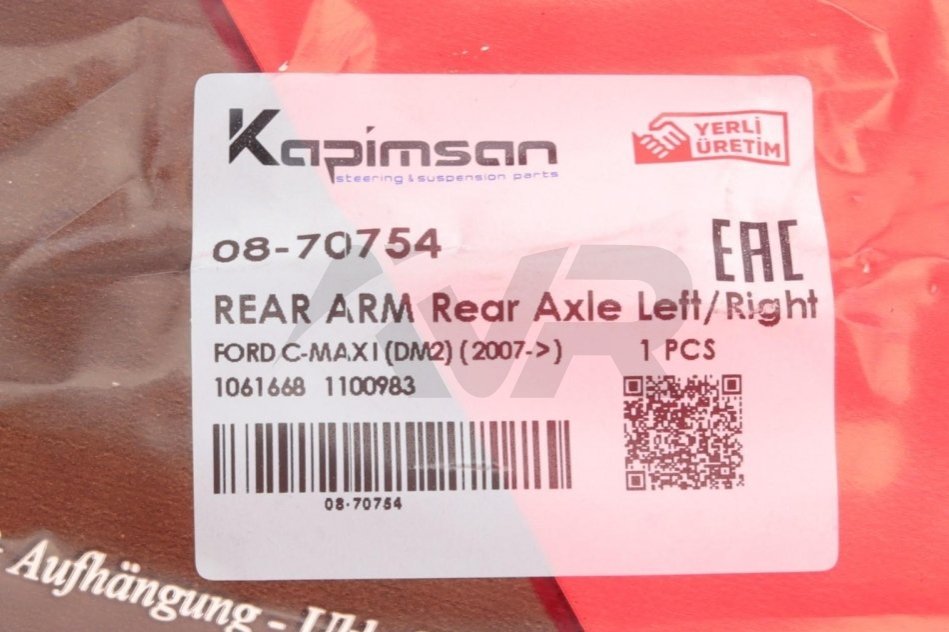 Kapimsan
steering & suspension parts
YERLİ
ÜRETİM
08-70754
EAC
AVR
REAR ARM Rear Axle Left/Right
FORD C-MAX I (DM2) (2007->) 1 PCS
1061668 1100983
08-70754
Aufhängung -